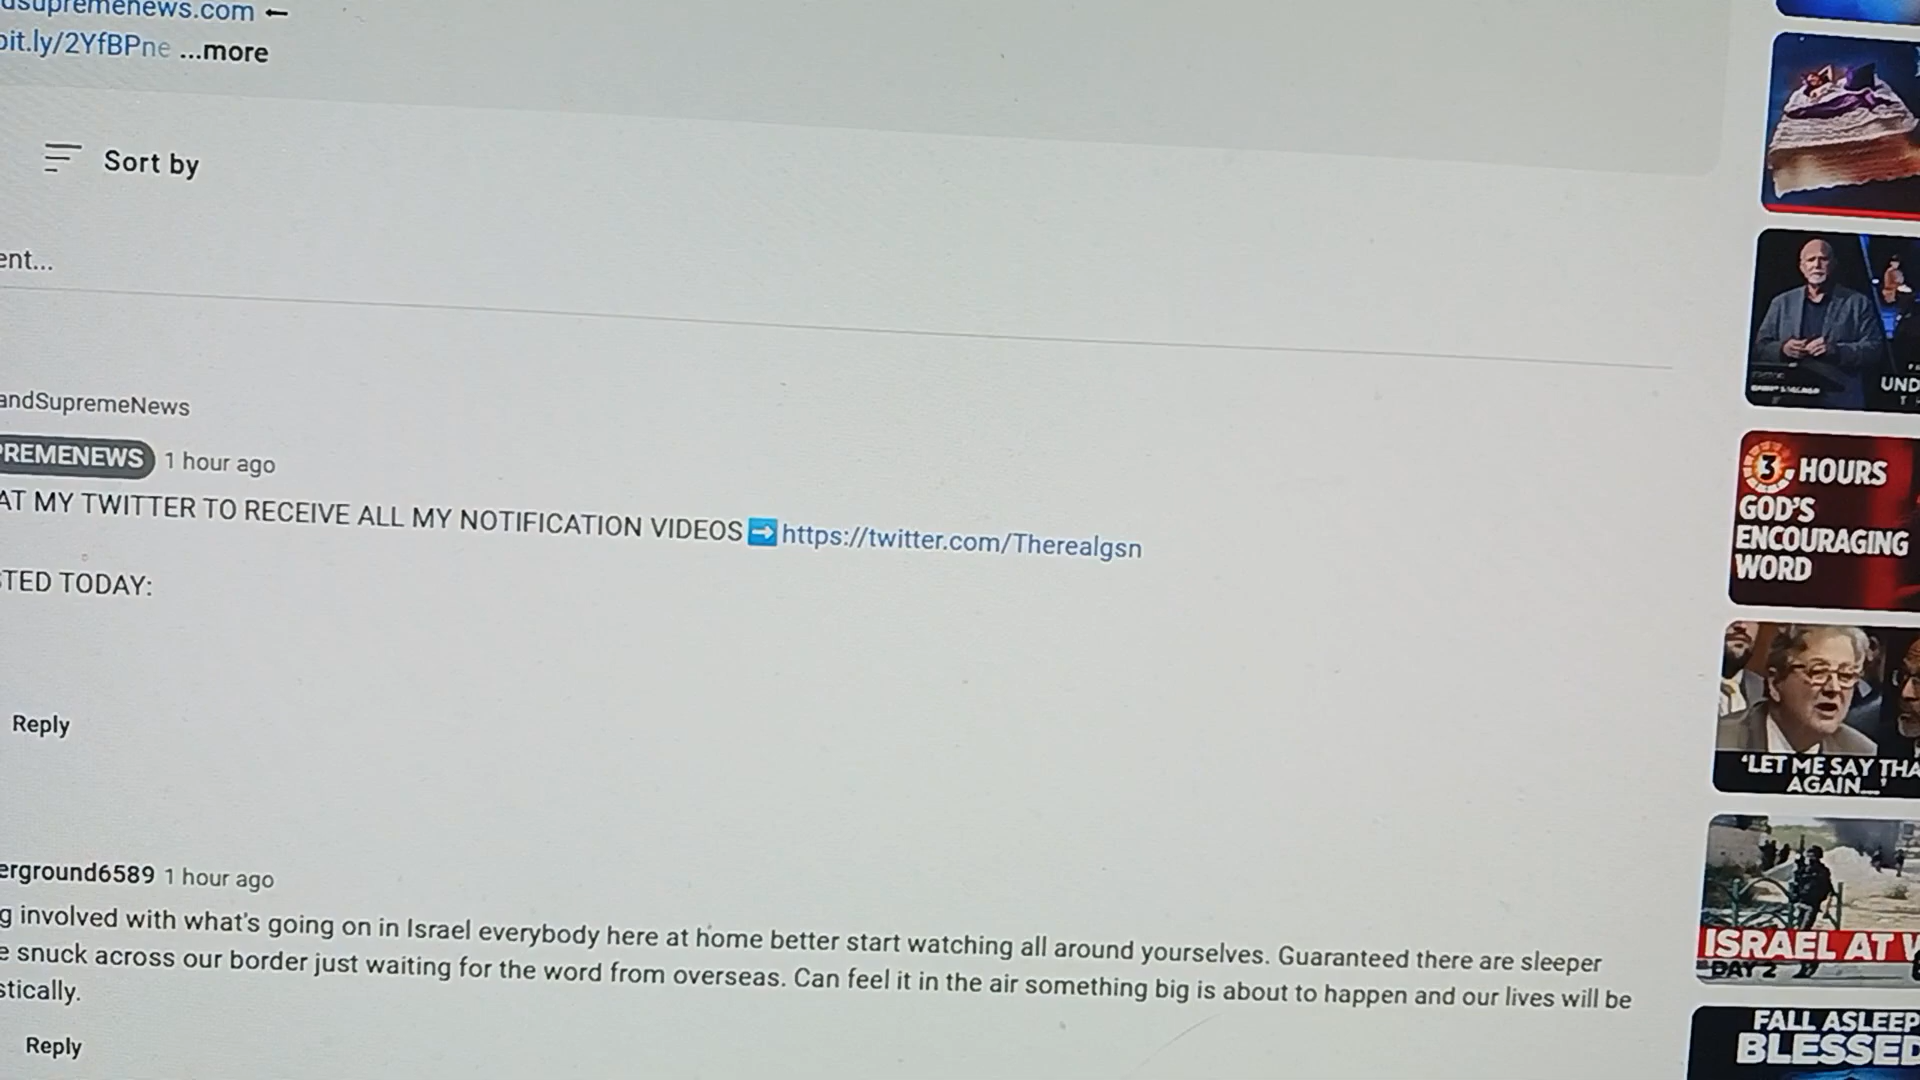 dsupremenews.com ←
bit.ly/2YfBPne ...more
Sort by
ent...
andSupremeNews
PREMENEWS 1 hour ago
AT MY TWITTER TO RECEIVE ALL MY NOTIFICATION VIDEOS ➡ https://twitter.com/Therealgsn
STED TODAY:
Reply
erground6589 1 hour ago
g involved with what's going on in Israel everybody here at home better start watching all around yourselves. Guaranteed there are sleeper
e snuck across our border just waiting for the word from overseas. Can feel it in the air something big is about to happen and our lives will be
stically.
Reply
UND
3 HOURS
GOD'S
ENCOURAGING
WORD
'LET ME SAY THA
AGAIN...'
ISRAEL AT W
DAY 2
FALL ASLEEP
BLESSED